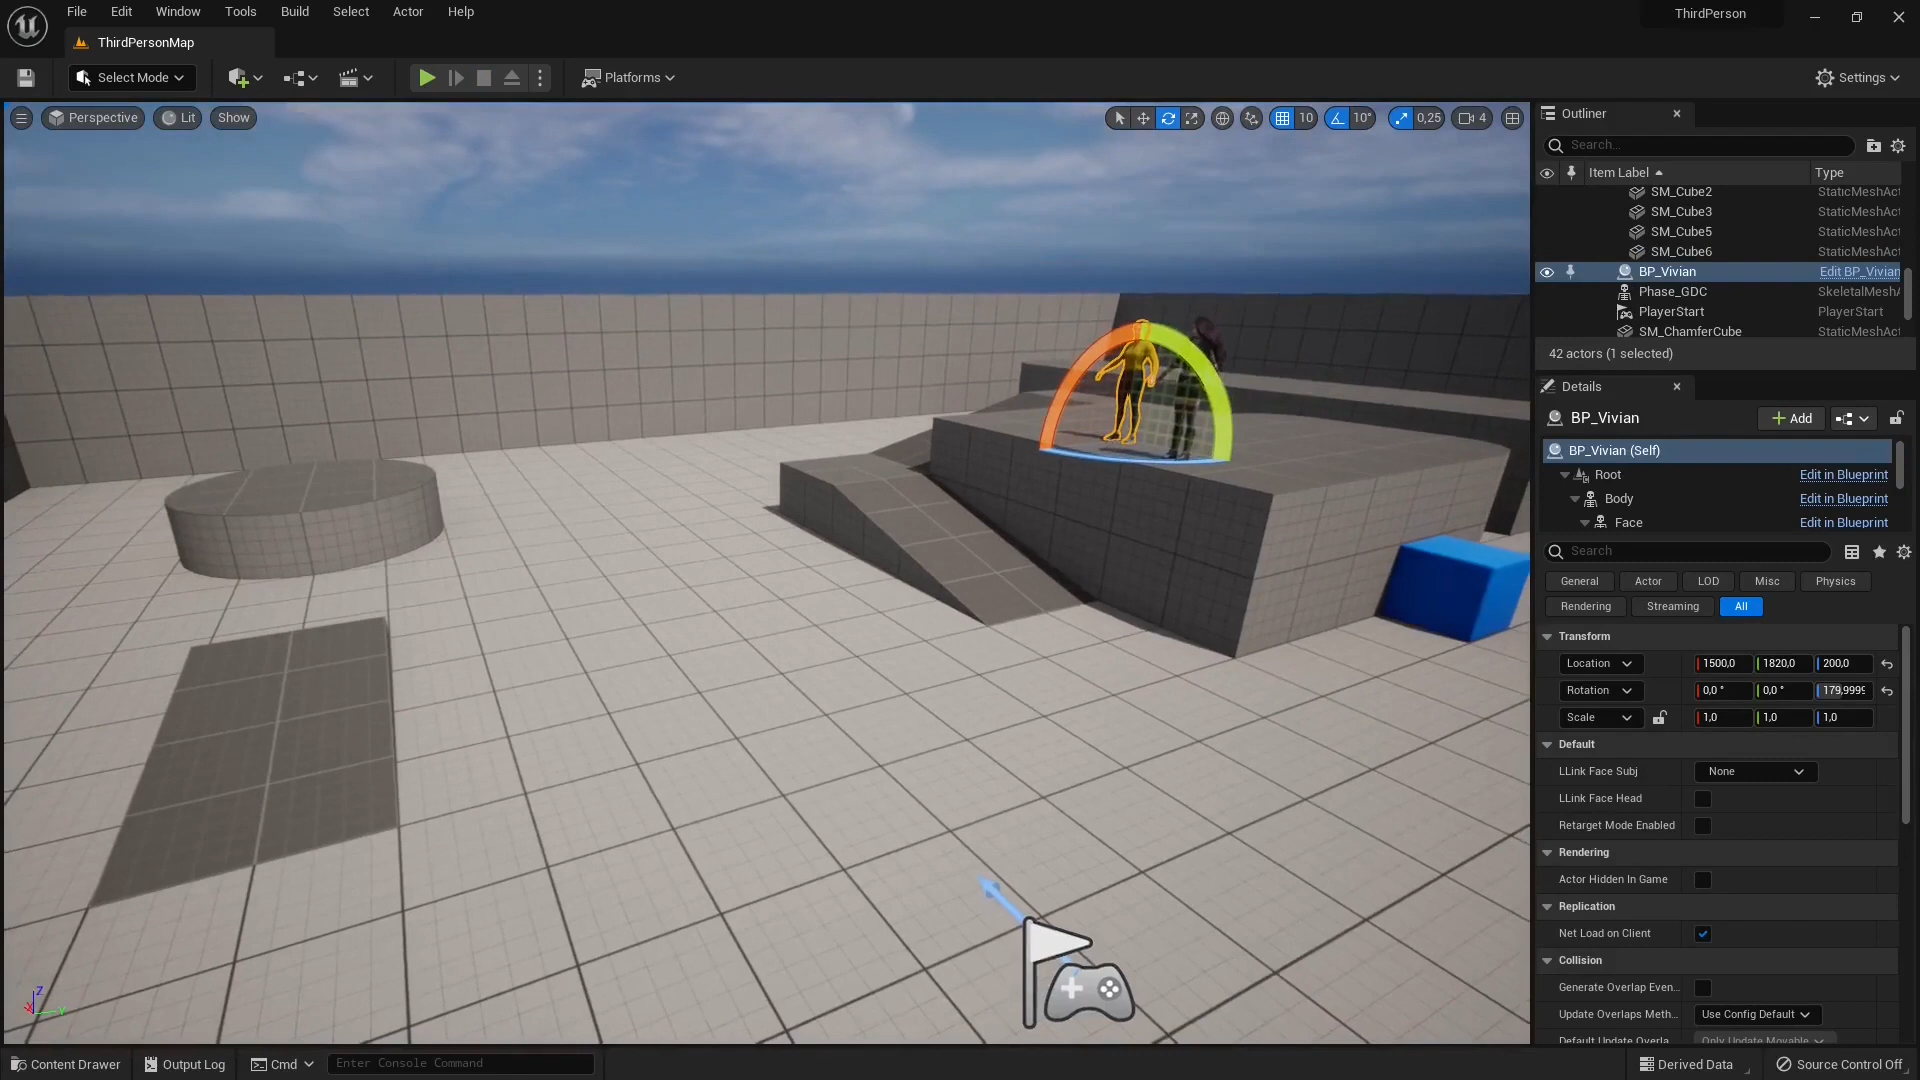 File Edit Window Tools Build Select Actor Help
ThirdPerson
ThirdPersonMap
Select Mode
Platforms
Settings
Perspective Lit Show
10 10° 0,25 4
Outliner
Search...
Item Label Type
SM_Cube2 StaticMeshAct
SM_Cube3 StaticMeshAct
SM_Cube5 StaticMeshAct
SM_Cube6 StaticMeshAct
BP_Vivian Edit BP_Vivian
Phase_GDC SkeletalMeshA
PlayerStart PlayerStart
SM_ChamferCube StaticMeshAct
42 actors (1 selected)
Details
BP_Vivian Add
BP_Vivian (Self)
Root Edit in Blueprint
Body Edit in Blueprint
Face Edit in Blueprint
Search
General Actor LOD Misc Physics
Rendering Streaming All
Transform
Location 1500,0 1820,0 200,0
Rotation 0,0 ° 0,0 ° 179,9999
Scale 1,0 1,0 1,0
Default
LLink Face Subj None
LLink Face Head
Retarget Mode Enabled
Rendering
Actor Hidden In Game
Replication
Net Load on Client
Collision
Generate Overlap Even...
Update Overlaps Meth... Use Config Default
Default Update Overla Only Update Movable
Z
X
Y
Content Drawer Output Log Cmd Enter Console Command
Derived Data Source Control Off